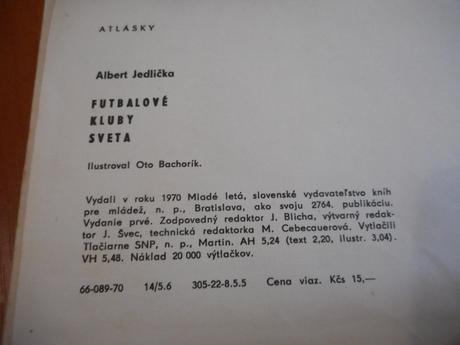 ATLÁSKY
Albert Jedlička
FUTBALOVÉ
KLUBY
SVETA
Ilustroval Oto Bachorík.
Vydali v roku 1970 Mladé letá, slovenské vydavateľstvo kníh
pre mládež, n. p., Bratislava, ako svoju 2764. publikáciu.
Vydanie prvé. Zodpovedný redaktor J. Blicha, výtvarný redak-
tor J. Švec, technická redaktorka M. Cebecauerová. Vytlačili
Tlačiarne SNP, n. p., Martin. AH 5,24 (text 2,20, ilustr. 3,04).
VH 5,48. Náklad 20 000 výtlačkov.
66-089-70 14/5.6 305-22-8.5.5 Cena viaz. Kčs 15,—